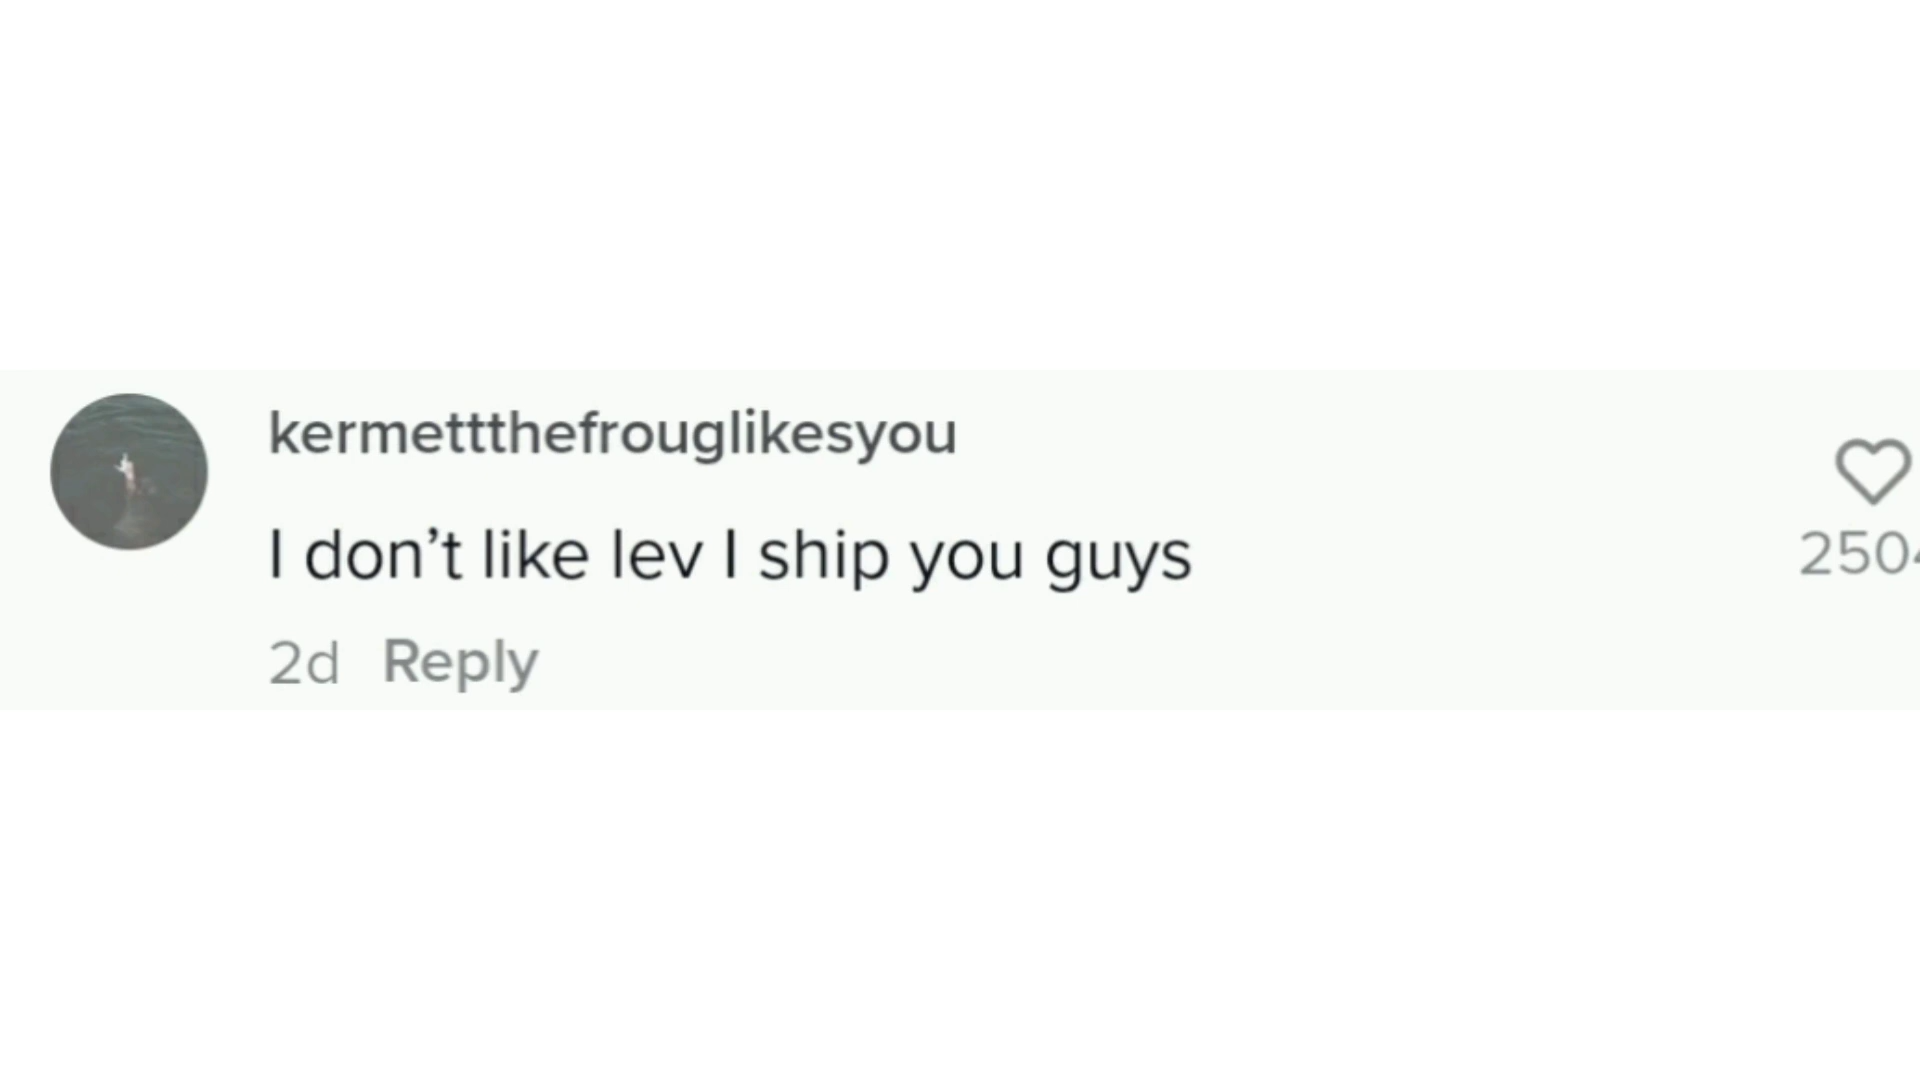 kermettthefrouglikesyou
I don’t like lev I ship you guys
2d Reply